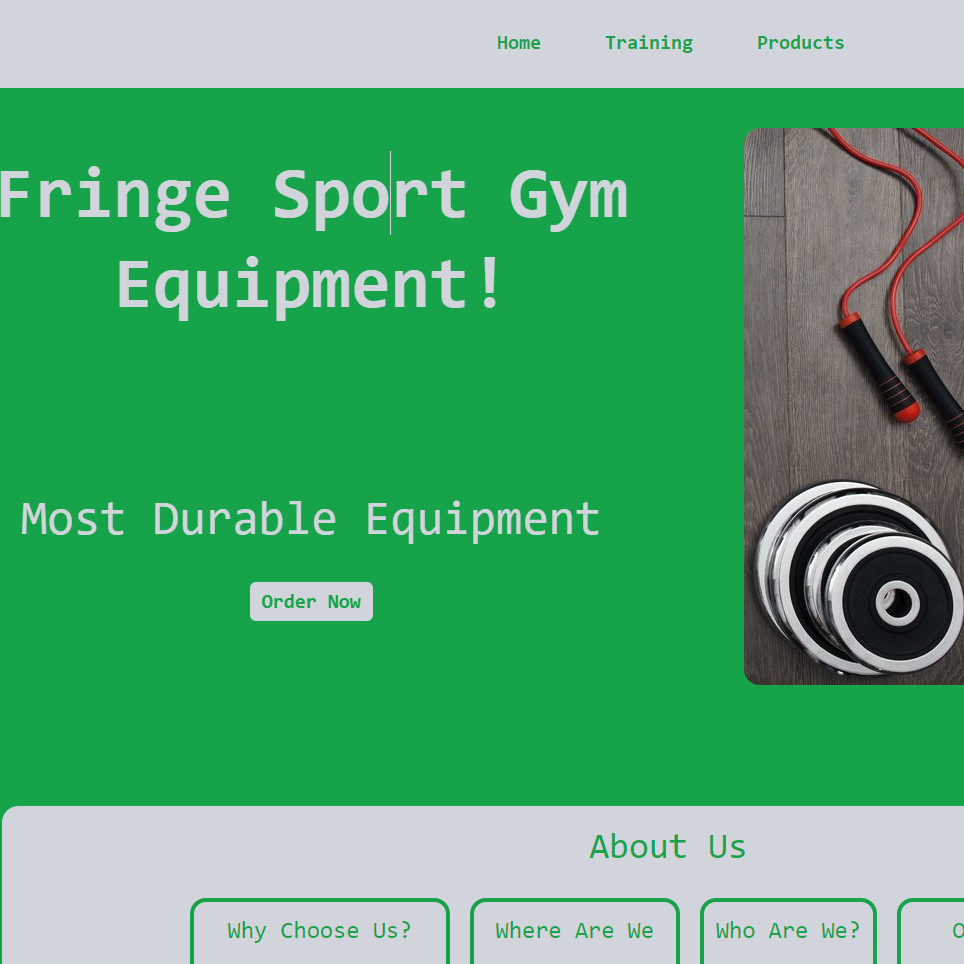 Home Training Products
Fringe Sport Gym
Equipment!
Most Durable Equipment
Order Now
About Us
Why Choose Us?
Where Are We
Who Are We?